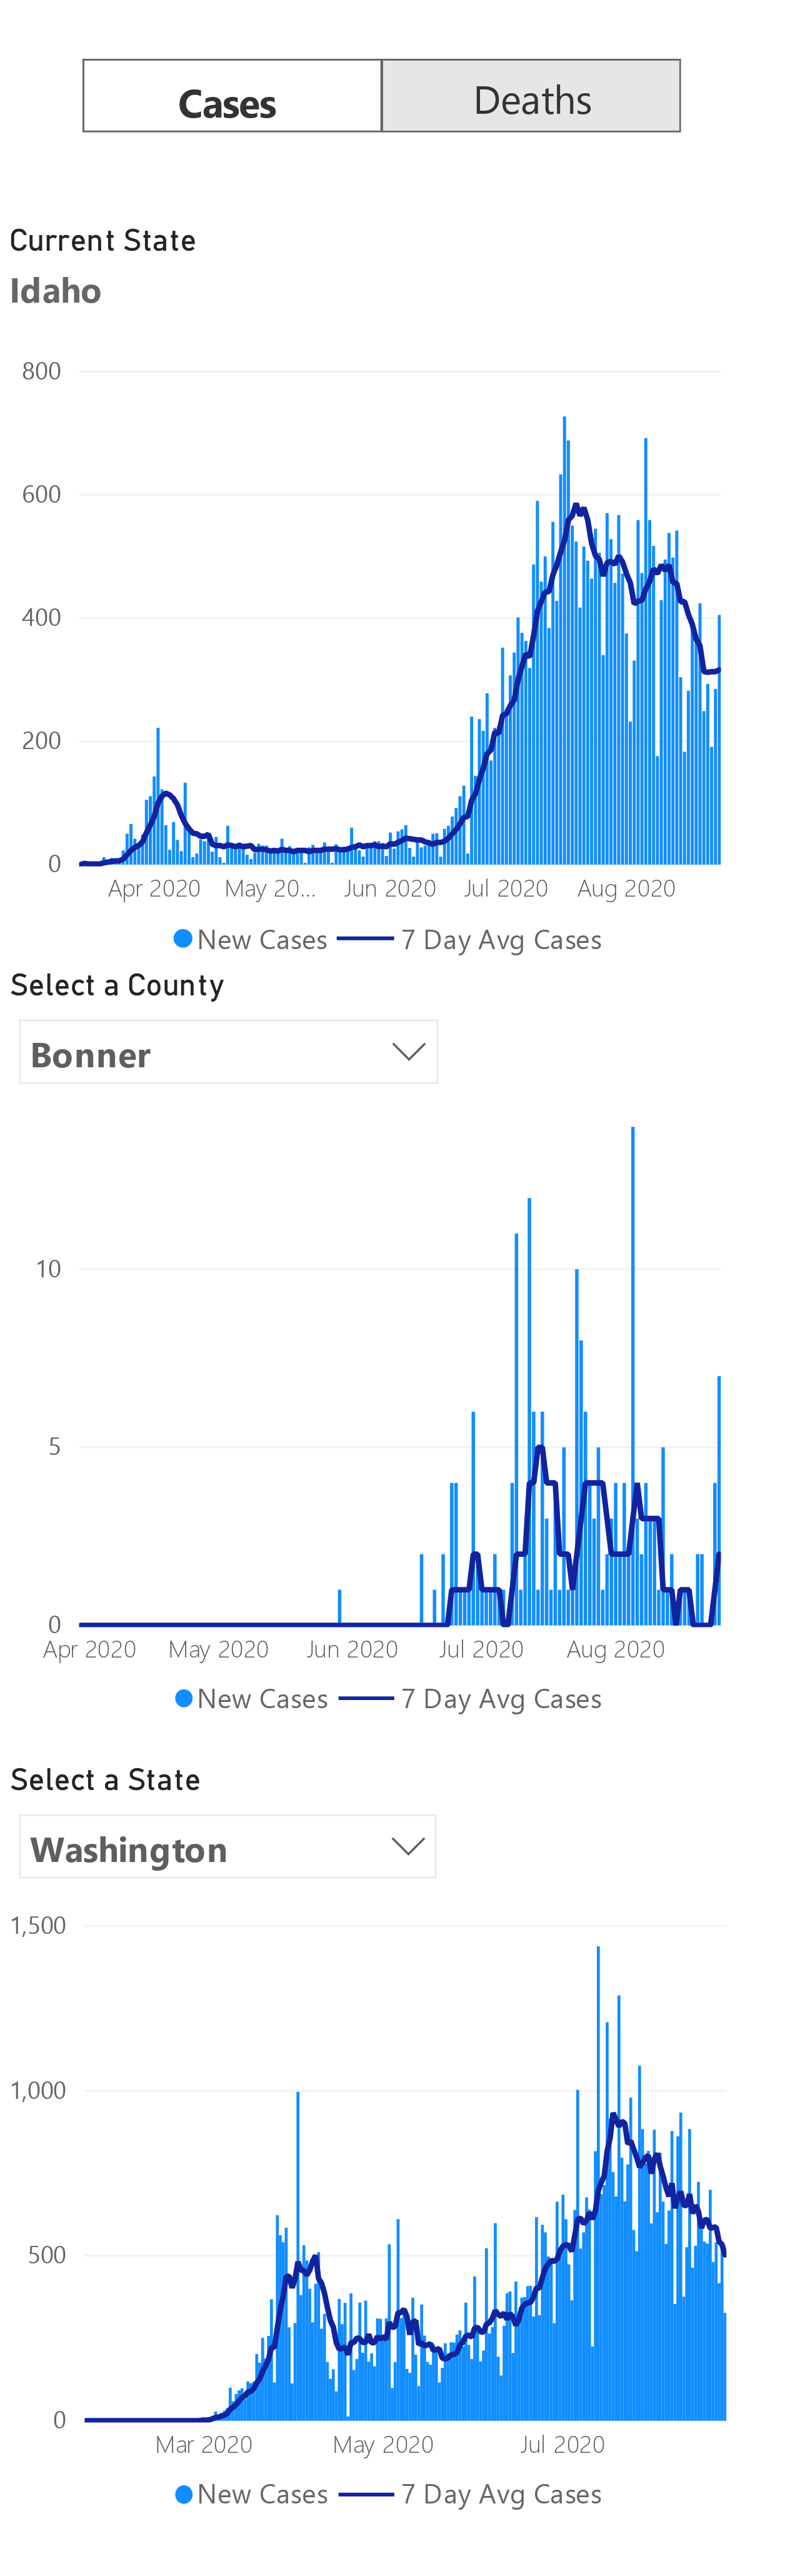 Cases Deaths
Current State
Idaho
800
600
400
200
0
Apr 2020 May 20... Jun 2020 Jul 2020 Aug 2020
New Cases 7 Day Avg Cases
Select a County
Bonner
10
5
0
Apr 2020 May 2020 Jun 2020 Jul 2020 Aug 2020
New Cases 7 Day Avg Cases
Select a State
Washington
1,500
1,000
500
0
Mar 2020 May 2020 Jul 2020
New Cases 7 Day Avg Cases